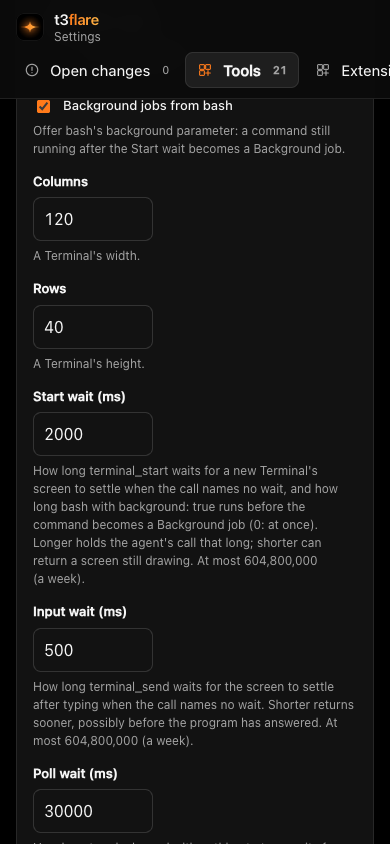 t3flare
Settings
Open changes 0
Tools 21
Extensi
Background jobs from bash
Offer bash's background parameter: a command still
running after the Start wait becomes a Background job.
Columns
120
A Terminal's width.
Rows
40
A Terminal's height.
Start wait (ms)
2000
How long terminal_start waits for a new Terminal's
screen to settle when the call names no wait, and how
long bash with background: true runs before the
command becomes a Background job (0: at once).
Longer holds the agent's call that long; shorter can
return a screen still drawing. At most 604,800,000
(a week).
Input wait (ms)
500
How long terminal_send waits for the screen to settle
after typing when the call names no wait. Shorter returns
sooner, possibly before the program has answered. At
most 604,800,000 (a week).
Poll wait (ms)
30000